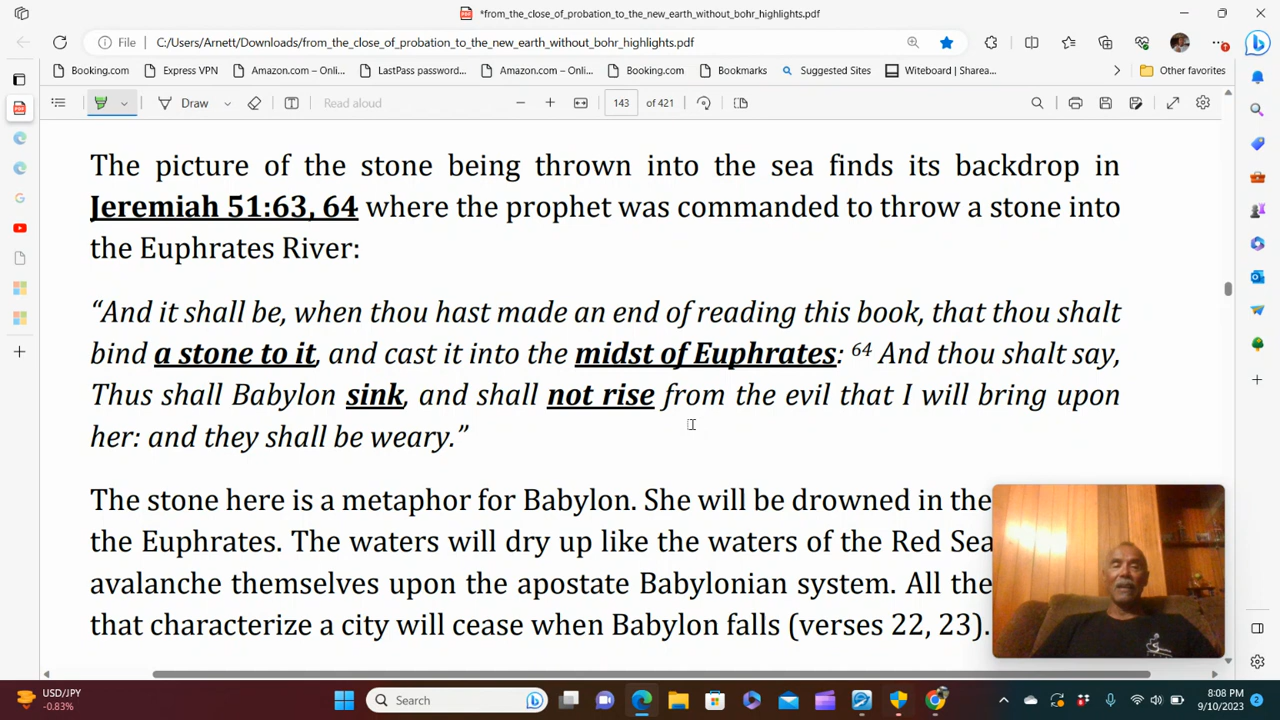 *from_the_close_of_probation_to_the_new_earth_without_bohr_highlights.pdf
File C:/Users/Arnett/Downloads/from_the_close_of_probation_to_the_new_earth_without_bohr_highlights.pdf
Booking.com Express VPN Amazon.com – Onli... LastPass password... Amazon.com – Onli... Booking.com Bookmarks Suggested Sites Witeboard | Sharea... Other favorites
Draw Read aloud 143 of 421
The picture of the stone being thrown into the sea finds its backdrop in
Jeremiah 51:63, 64 where the prophet was commanded to throw a stone into
the Euphrates River:
“And it shall be, when thou hast made an end of reading this book, that thou shalt
bind a stone to it, and cast it into the midst of Euphrates: 64 And thou shalt say,
Thus shall Babylon sink, and shall not rise from the evil that I will bring upon
her: and they shall be weary.”
The stone here is a metaphor for Babylon. She will be drowned in the
the Euphrates. The waters will dry up like the waters of the Red Sea
avalanche themselves upon the apostate Babylonian system. All the
that characterize a city will cease when Babylon falls (verses 22, 23).
USD/JPY
-0.83%
Search
8:08 PM
9/10/2023
2